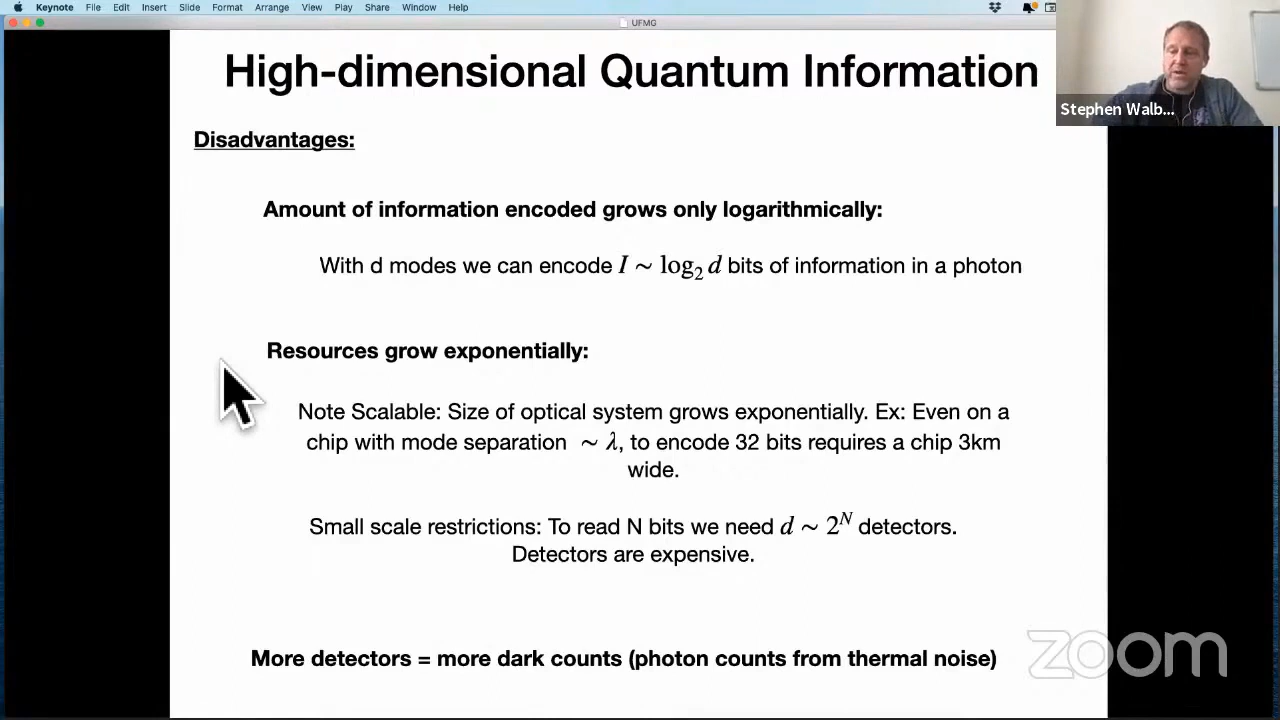 Keynote File Edit Insert Slide Format Arrange View Play Share Window Help
UFMG
High-dimensional Quantum Information
Stephen Walb...
Disadvantages:
Amount of information encoded grows only logarithmically:
With d modes we can encode I ~ log₂ d bits of information in a photon
Resources grow exponentially:
Note Scalable: Size of optical system grows exponentially. Ex: Even on a
chip with mode separation ~ λ, to encode 32 bits requires a chip 3km
wide.
Small scale restrictions: To read N bits we need d ~ 2ᴺ detectors.
Detectors are expensive.
zoom
More detectors = more dark counts (photon counts from thermal noise)